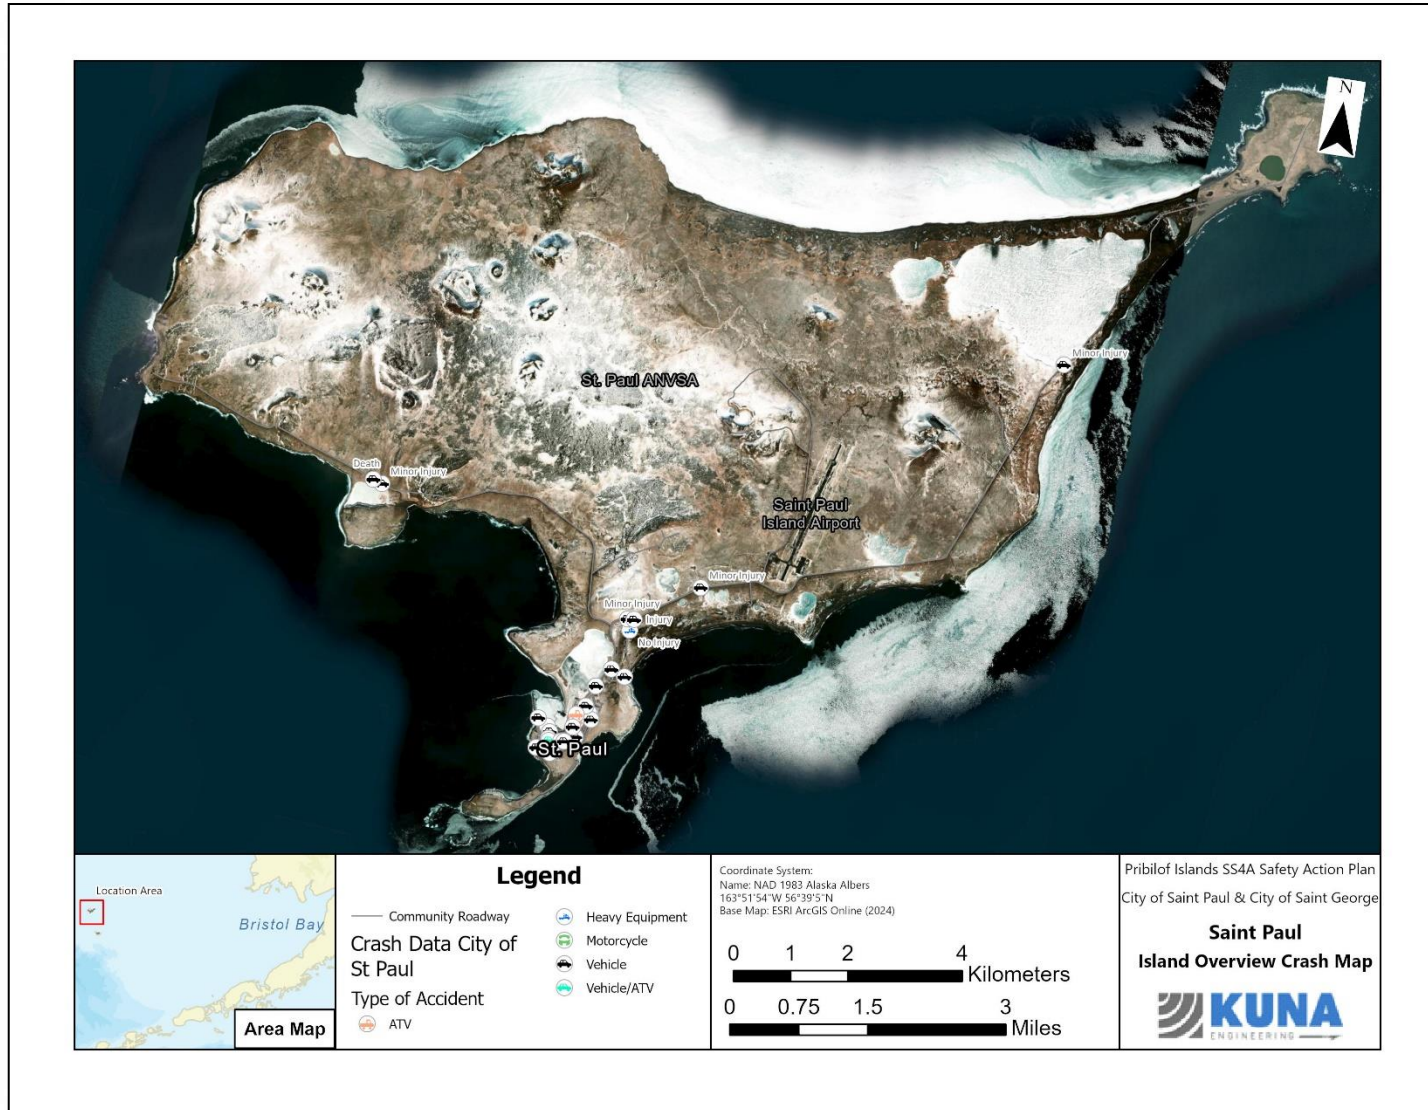 N
Minor Injury
St. Paul ANVSA
Death
Minor Injury
Saint Paul
Island Airport
Minor Injury
Minor Injury
Injury
No Injury
St. Paul
Location Area
Bristol Bay
Area Map
Legend
Community Roadway
Crash Data City of
St Paul
Type of Accident
ATV
Heavy Equipment
Motorcycle
Vehicle
Vehicle/ATV
Coordinate System:
Name: NAD 1983 Alaska Albers
163°51'54"W 56°39'5"N
Base Map: ESRI ArcGIS Online (2024)
0 1 2 4
Kilometers
0 0.75 1.5 3
Miles
Pribilof Islands SS4A Safety Action Plan
City of Saint Paul & City of Saint George
Saint Paul
Island Overview Crash Map
KUNA
ENGINEERING